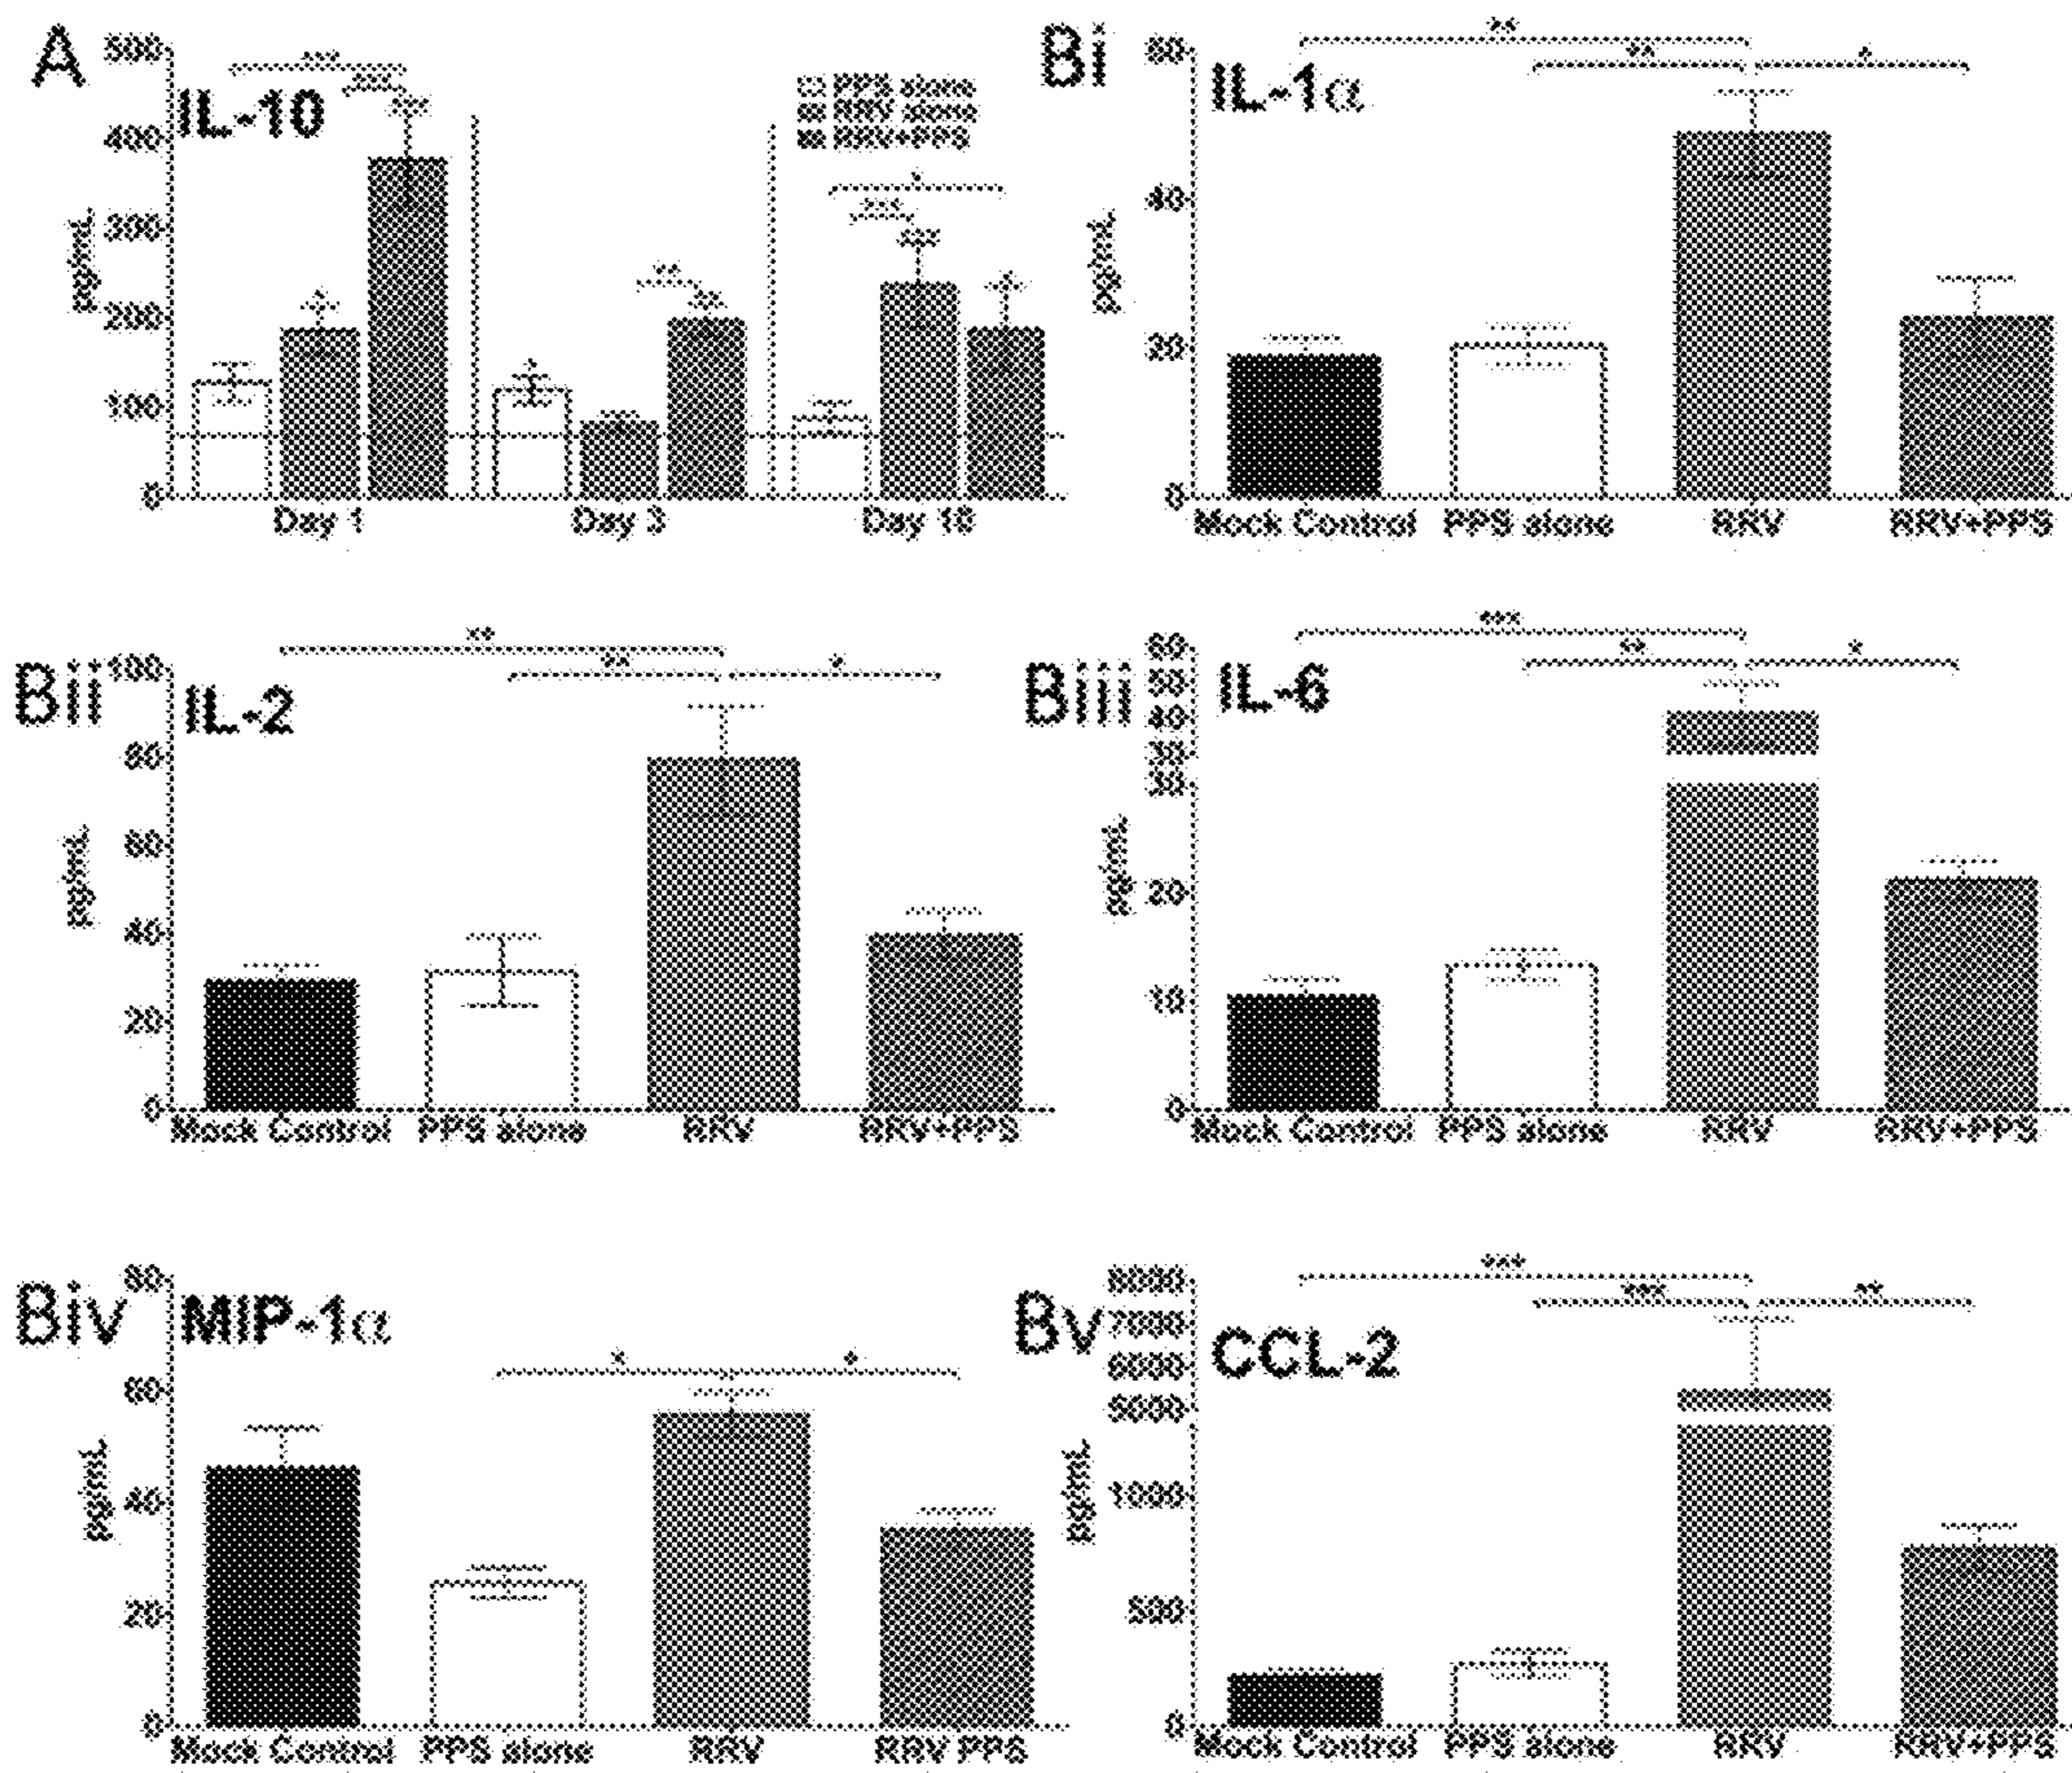 A
IL-10
500
400
300
200
100
0
pg/mL
PPS alone
RRV alone
RRV+PPS
***
***
***
*
*
**
**
*
***
***
*
Day 1
Day 3
Day 10
Bi
IL-1α
60
40
20
0
pg/mL
**
**
*
Mock Control
PPS alone
RRV
RRV+PPS
Bii
IL-2
100
80
60
40
20
0
pg/mL
**
**
*
Mock Control
PPS alone
RRV
RRV+PPS
Biii
IL-6
60
50
40
30
30
20
10
0
pg/mL
***
**
*
Mock Control
PPS alone
RRV
RRV+PPS
Biv
MIP-1α
80
60
40
20
0
pg/mL
*
*
Mock Control
PPS alone
RRV
RRV PPS
Bv
CCL-2
8000
7000
6000
5000
1000
500
0
pg/mL
***
***
**
Mock Control
PPS alone
RRV
RRV+PPS